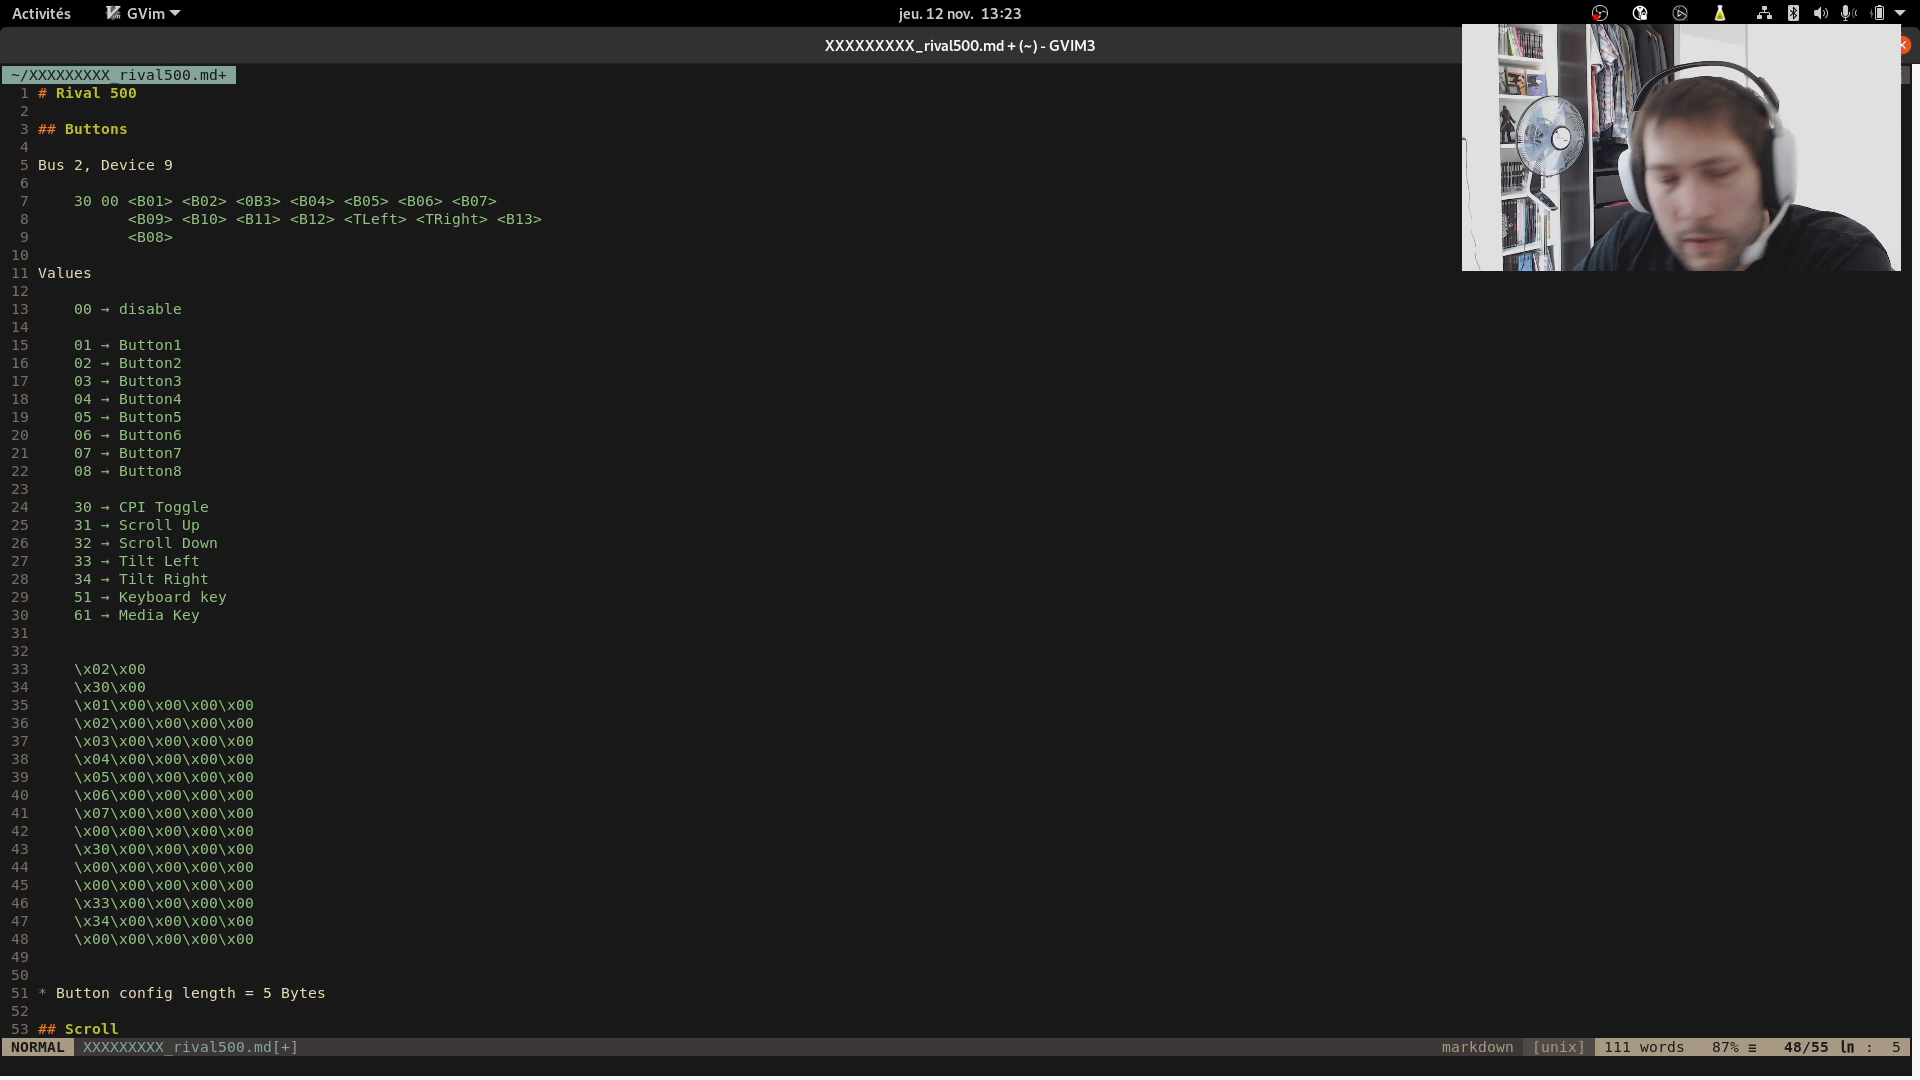 Activités GVim jeu. 12 nov. 13:23
XXXXXXXXX_rival500.md + (~) - GVIM3
~/XXXXXXXXX_rival500.md+
1 # Rival 500
2
3 ## Buttons
4
5 Bus 2, Device 9
6
7 30 00 <B01> <B02> <0B3> <B04> <B05> <B06> <B07>
8 <B09> <B10> <B11> <B12> <TLeft> <TRight> <B13>
9 <B08>
10
11 Values
12
13 00 → disable
14
15 01 → Button1
16 02 → Button2
17 03 → Button3
18 04 → Button4
19 05 → Button5
20 06 → Button6
21 07 → Button7
22 08 → Button8
23
24 30 → CPI Toggle
25 31 → Scroll Up
26 32 → Scroll Down
27 33 → Tilt Left
28 34 → Tilt Right
29 51 → Keyboard key
30 61 → Media Key
31
32
33 \x02\x00
34 \x30\x00
35 \x01\x00\x00\x00\x00
36 \x02\x00\x00\x00\x00
37 \x03\x00\x00\x00\x00
38 \x04\x00\x00\x00\x00
39 \x05\x00\x00\x00\x00
40 \x06\x00\x00\x00\x00
41 \x07\x00\x00\x00\x00
42 \x00\x00\x00\x00\x00
43 \x30\x00\x00\x00\x00
44 \x00\x00\x00\x00\x00
45 \x00\x00\x00\x00\x00
46 \x33\x00\x00\x00\x00
47 \x34\x00\x00\x00\x00
48 \x00\x00\x00\x00\x00
49
50
51 * Button config length = 5 Bytes
52
53 ## Scroll
NORMAL XXXXXXXXX_rival500.md[+] markdown [unix] 111 words 87% ≡ 48/55 ln : 5